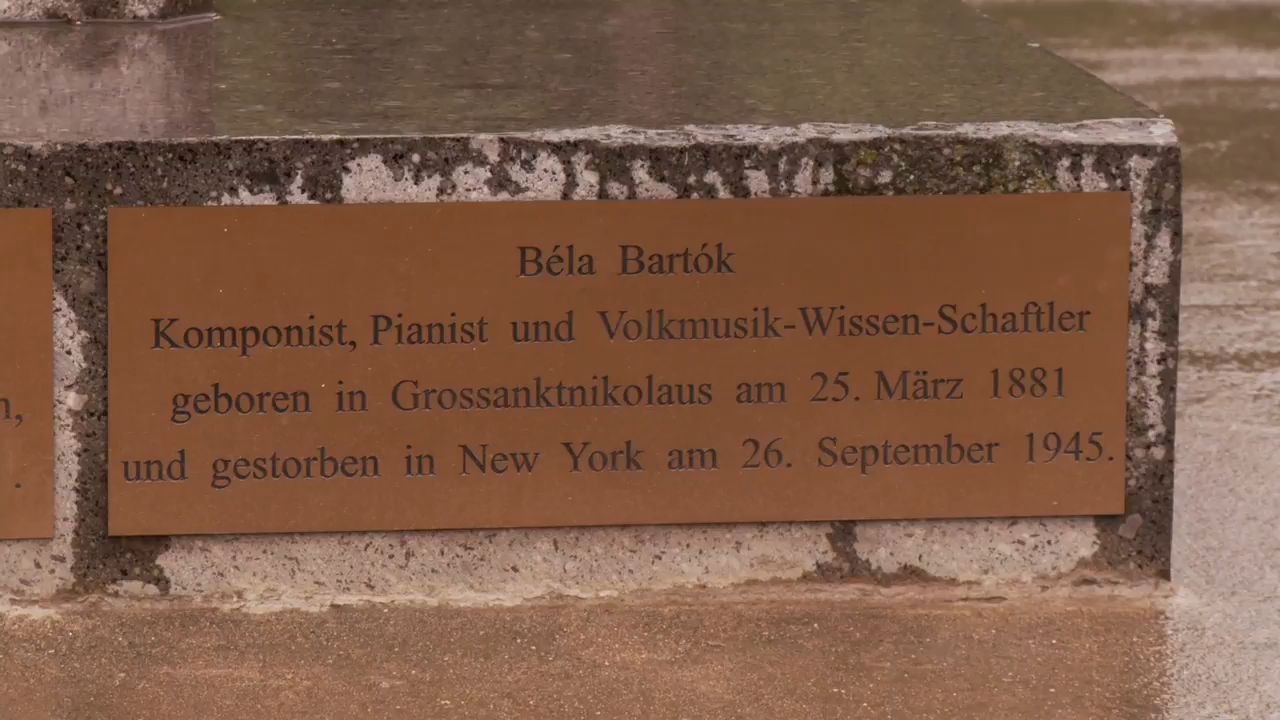 Béla Bartók
Komponist, Pianist und Volkmusik-Wissen-Schaftler
geboren in Grossanktnikolaus am 25. März 1881
und gestorben in New York am 26. September 1945.